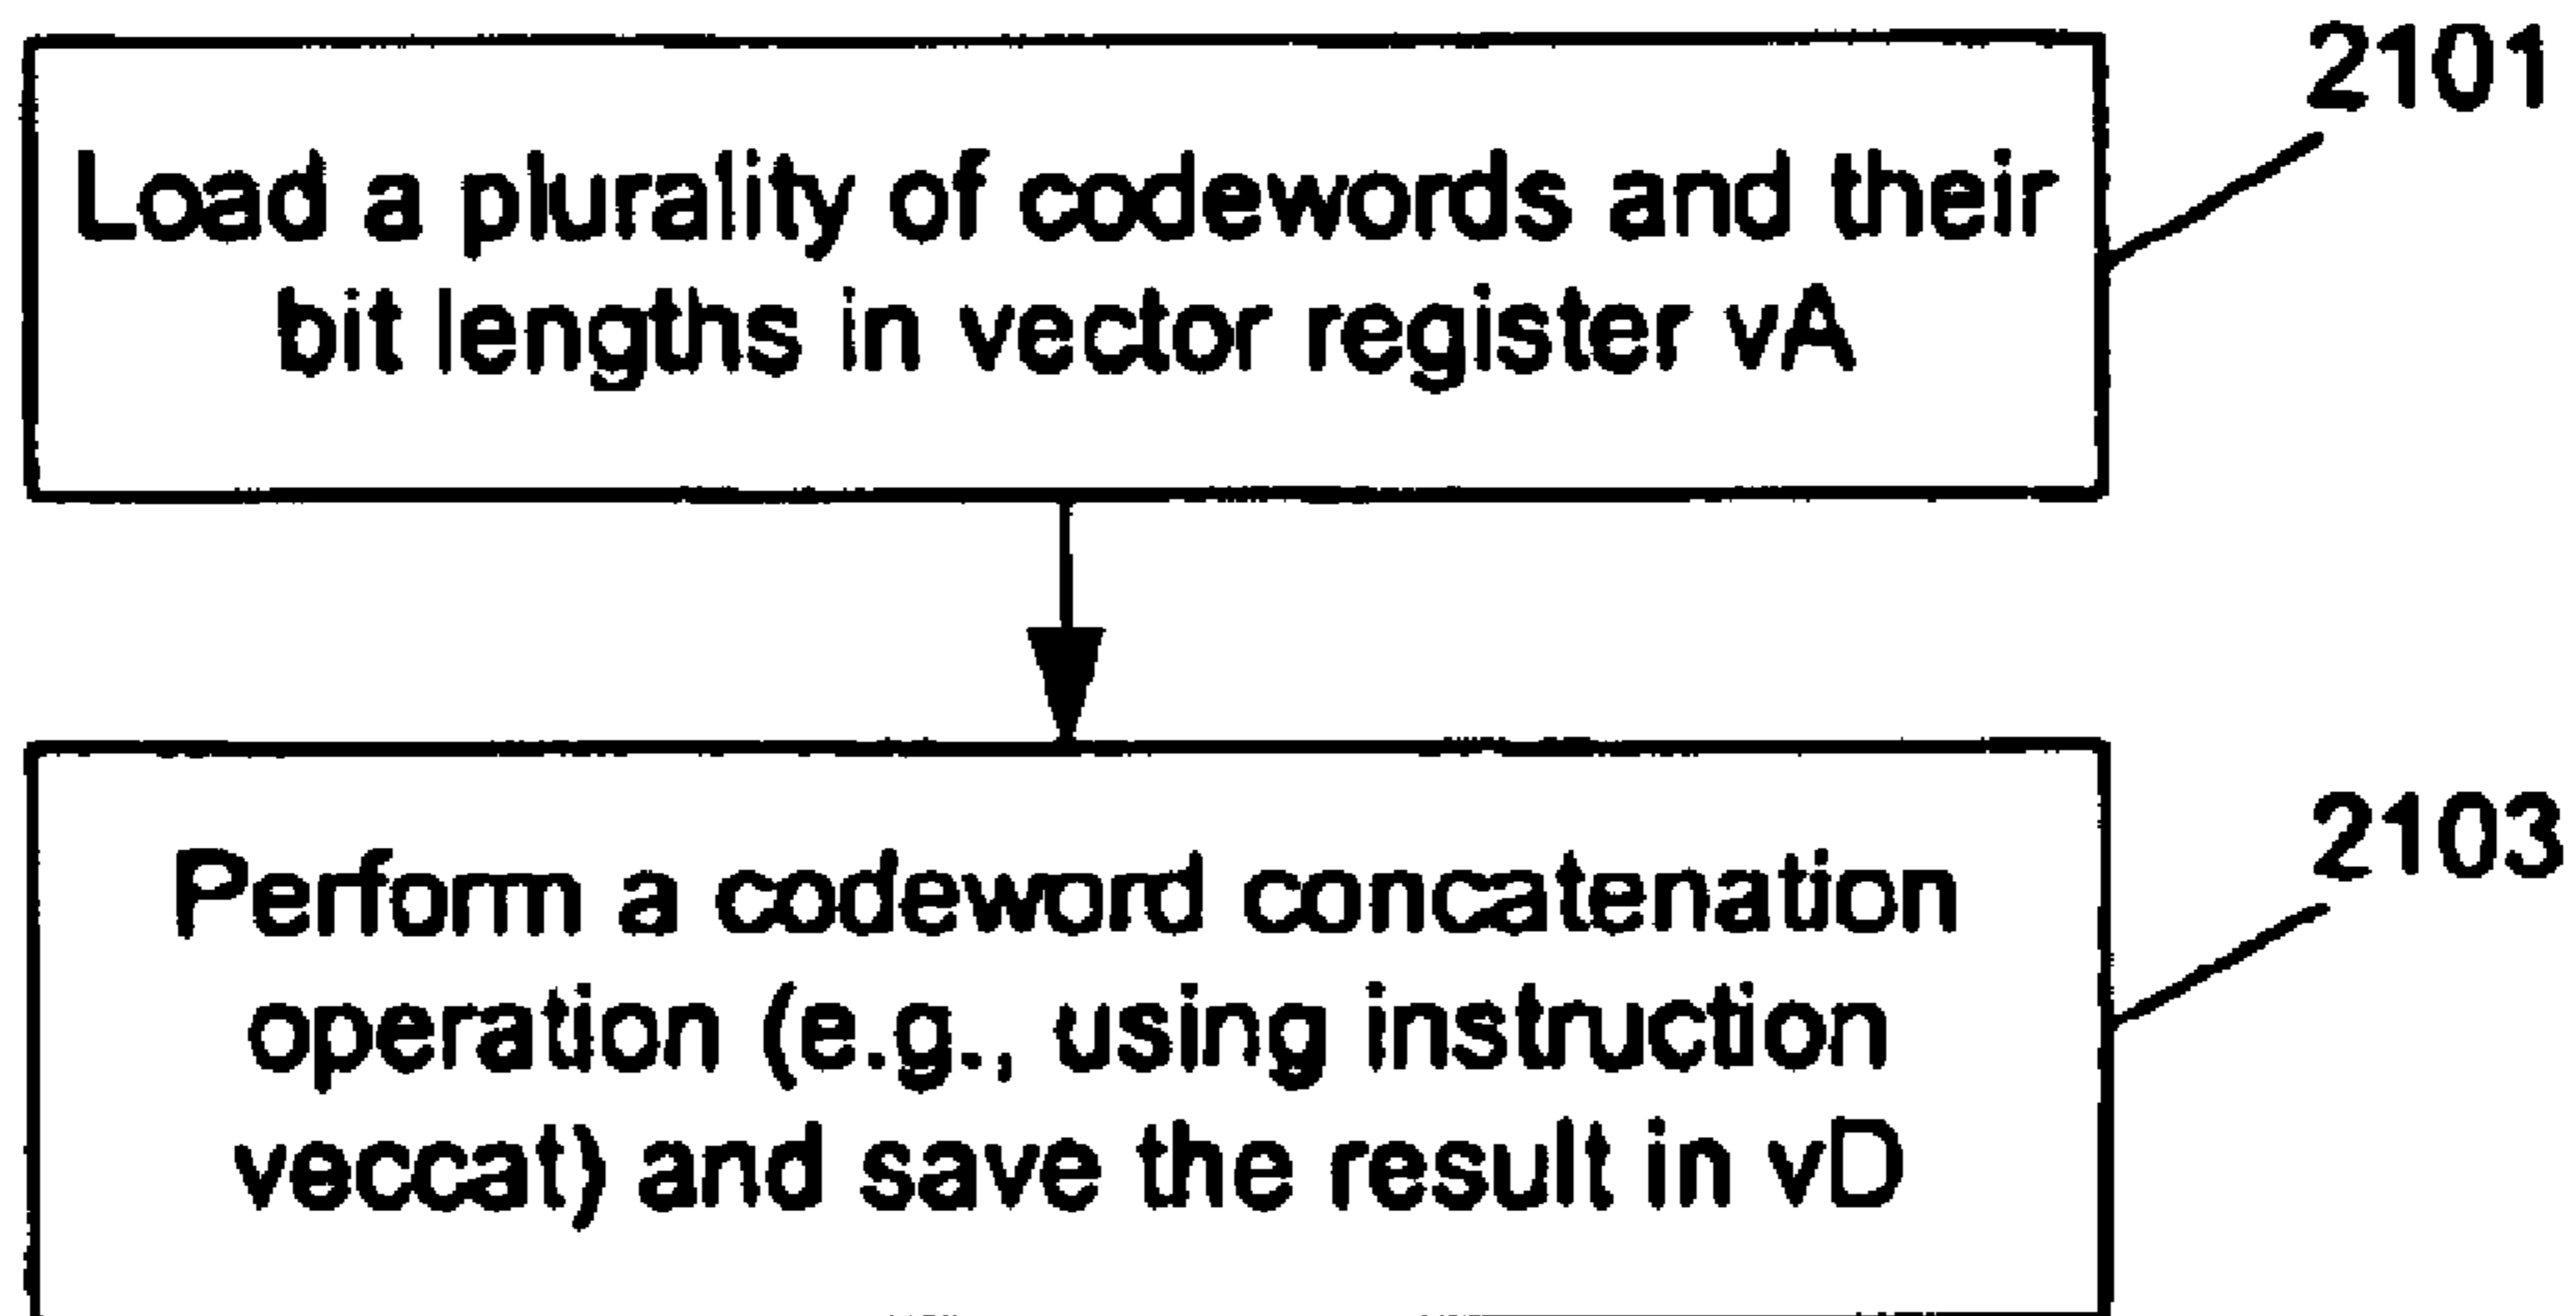 2101
Load a plurality of codewords and their
bit lengths in vector register vA
2103
Perform a codeword concatenation
operation (e.g., using instruction
veccat) and save the result in vD